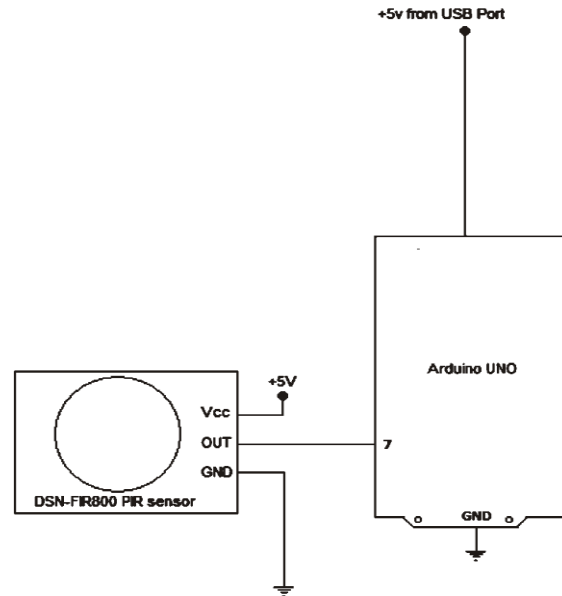 +5v from USB Port
Arduino UNO
+5V
Vcc
OUT
7
GND
DSN-FIR800 PIR sensor
GND